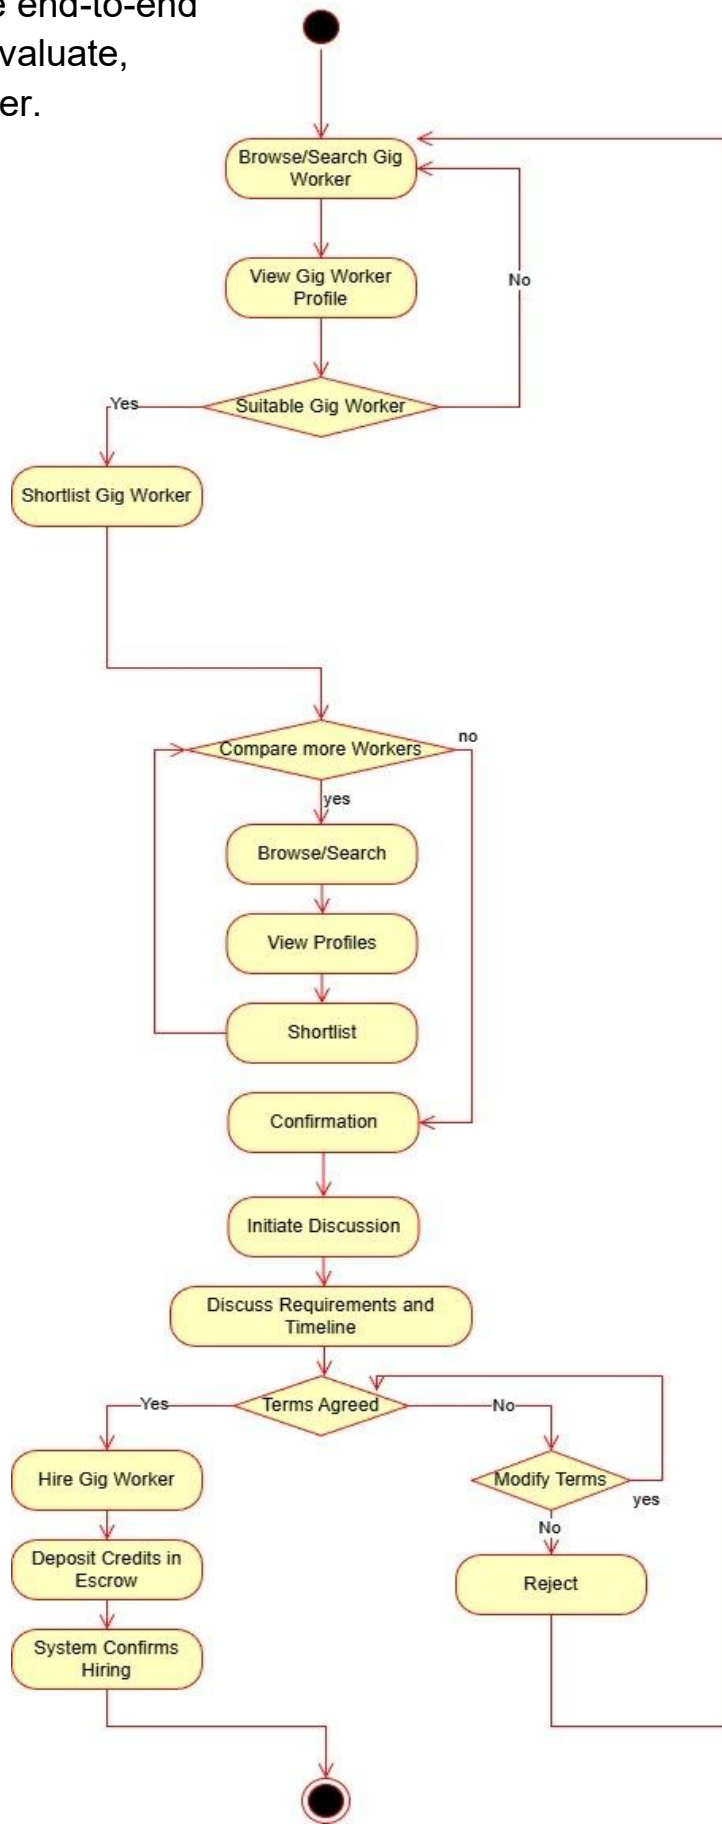 e end-to-end
valuate,
er.
Browse/Search Gig
Worker
View Gig Worker
Profile
No
Suitable Gig Worker
Yes
Shortlist Gig Worker
Compare more Workers
no
yes
Browse/Search
View Profiles
Shortlist
Confirmation
Initiate Discussion
Discuss Requirements and
Timeline
Terms Agreed
Yes
No
Hire Gig Worker
Modify Terms
yes
No
Deposit Credits in
Escrow
Reject
System Confirms
Hiring